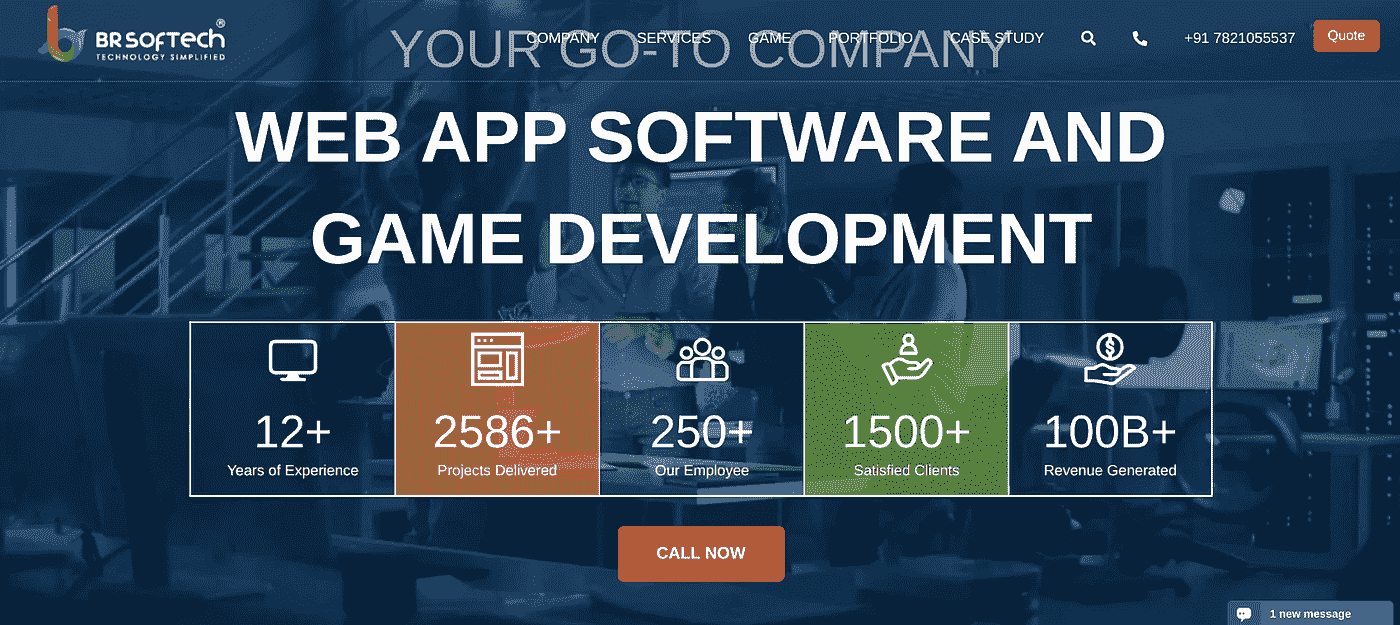 ®
BR SOFTECH
TECHNOLOGY SIMPLIFIED
COMPANY SERVICES GAME PORTFOLIO CASE STUDY +91 7821055537 Quote
YOUR GO-TO COMPANY
WEB APP SOFTWARE AND
GAME DEVELOPMENT
12+ 2586+ 250+ 1500+ 100B+
Years of Experience Projects Delivered Our Employee Satisfied Clients Revenue Generated
CALL NOW
1 new message